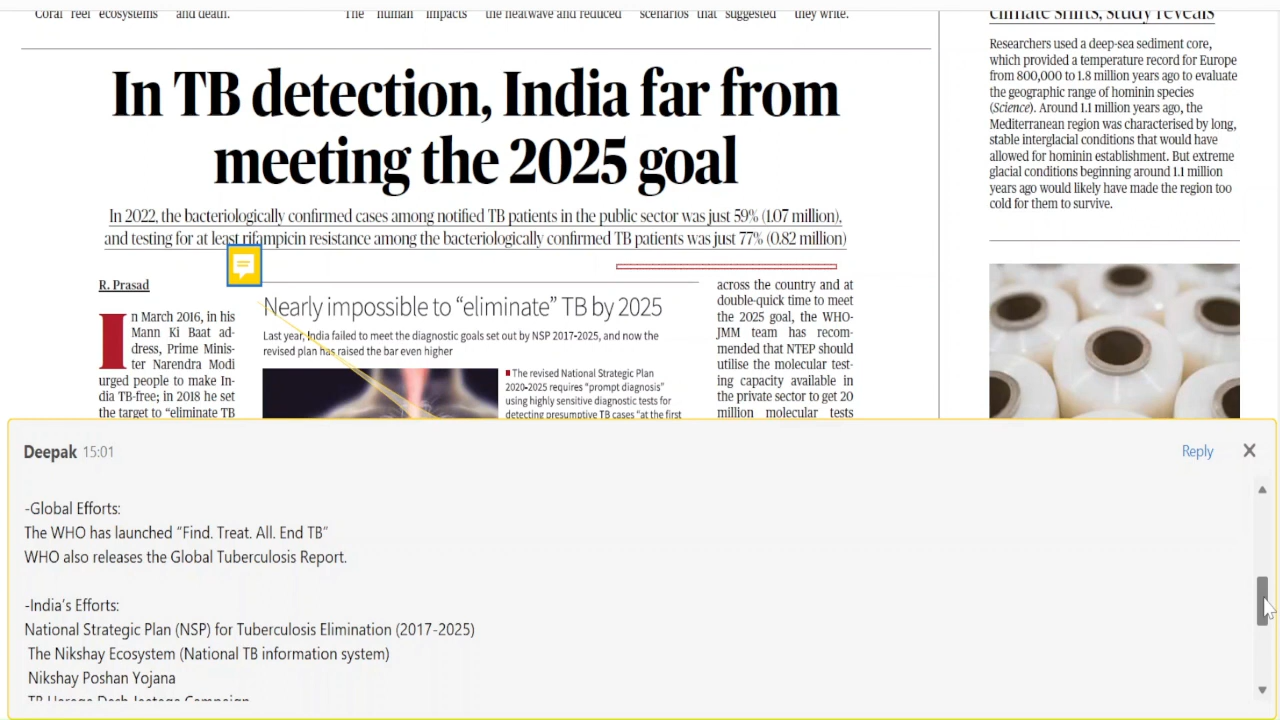 Coral reef ecosystems and death. The human impacts the heatwave and reduced scenarios that suggested they write.
climate shifts, study reveals
In TB detection, India far from
meeting the 2025 goal
In 2022, the bacteriologically confirmed cases among notified TB patients in the public sector was just 59% (1.07 million),
and testing for at least rifampicin resistance among the bacteriologically confirmed TB patients was just 77% (0.82 million)
R. Prasad
In March 2016, in his
Mann Ki Baat ad-
dress, Prime Minis-
ter Narendra Modi
urged people to make In-
dia TB-free; in 2018 he set
the target to “eliminate TB
Nearly impossible to “eliminate” TB by 2025
Last year, India failed to meet the diagnostic goals set out by NSP 2017-2025, and now the
revised plan has raised the bar even higher
The revised National Strategic Plan
2020-2025 requires “prompt diagnosis”
using highly sensitive diagnostic tests for
detecting presumptive TB cases “at the first
across the country and at
double-quick time to meet
the 2025 goal, the WHO-
JMM team has recom-
mended that NTEP should
utilise the molecular test-
ing capacity available in
the private sector to get 20
million molecular tests
Researchers used a deep-sea sediment core,
which provided a temperature record for Europe
from 800,000 to 1.8 million years ago to evaluate
the geographic range of hominin species
(Science). Around 1.1 million years ago, the
Mediterranean region was characterised by long,
stable interglacial conditions that would have
allowed for hominin establishment. But extreme
glacial conditions beginning around 1.1 million
years ago would likely have made the region too
cold for them to survive.
Deepak 15:01
Reply
-Global Efforts:
The WHO has launched “Find. Treat. All. End TB”
WHO also releases the Global Tuberculosis Report.
-India’s Efforts:
National Strategic Plan (NSP) for Tuberculosis Elimination (2017-2025)
The Nikshay Ecosystem (National TB information system)
Nikshay Poshan Yojana